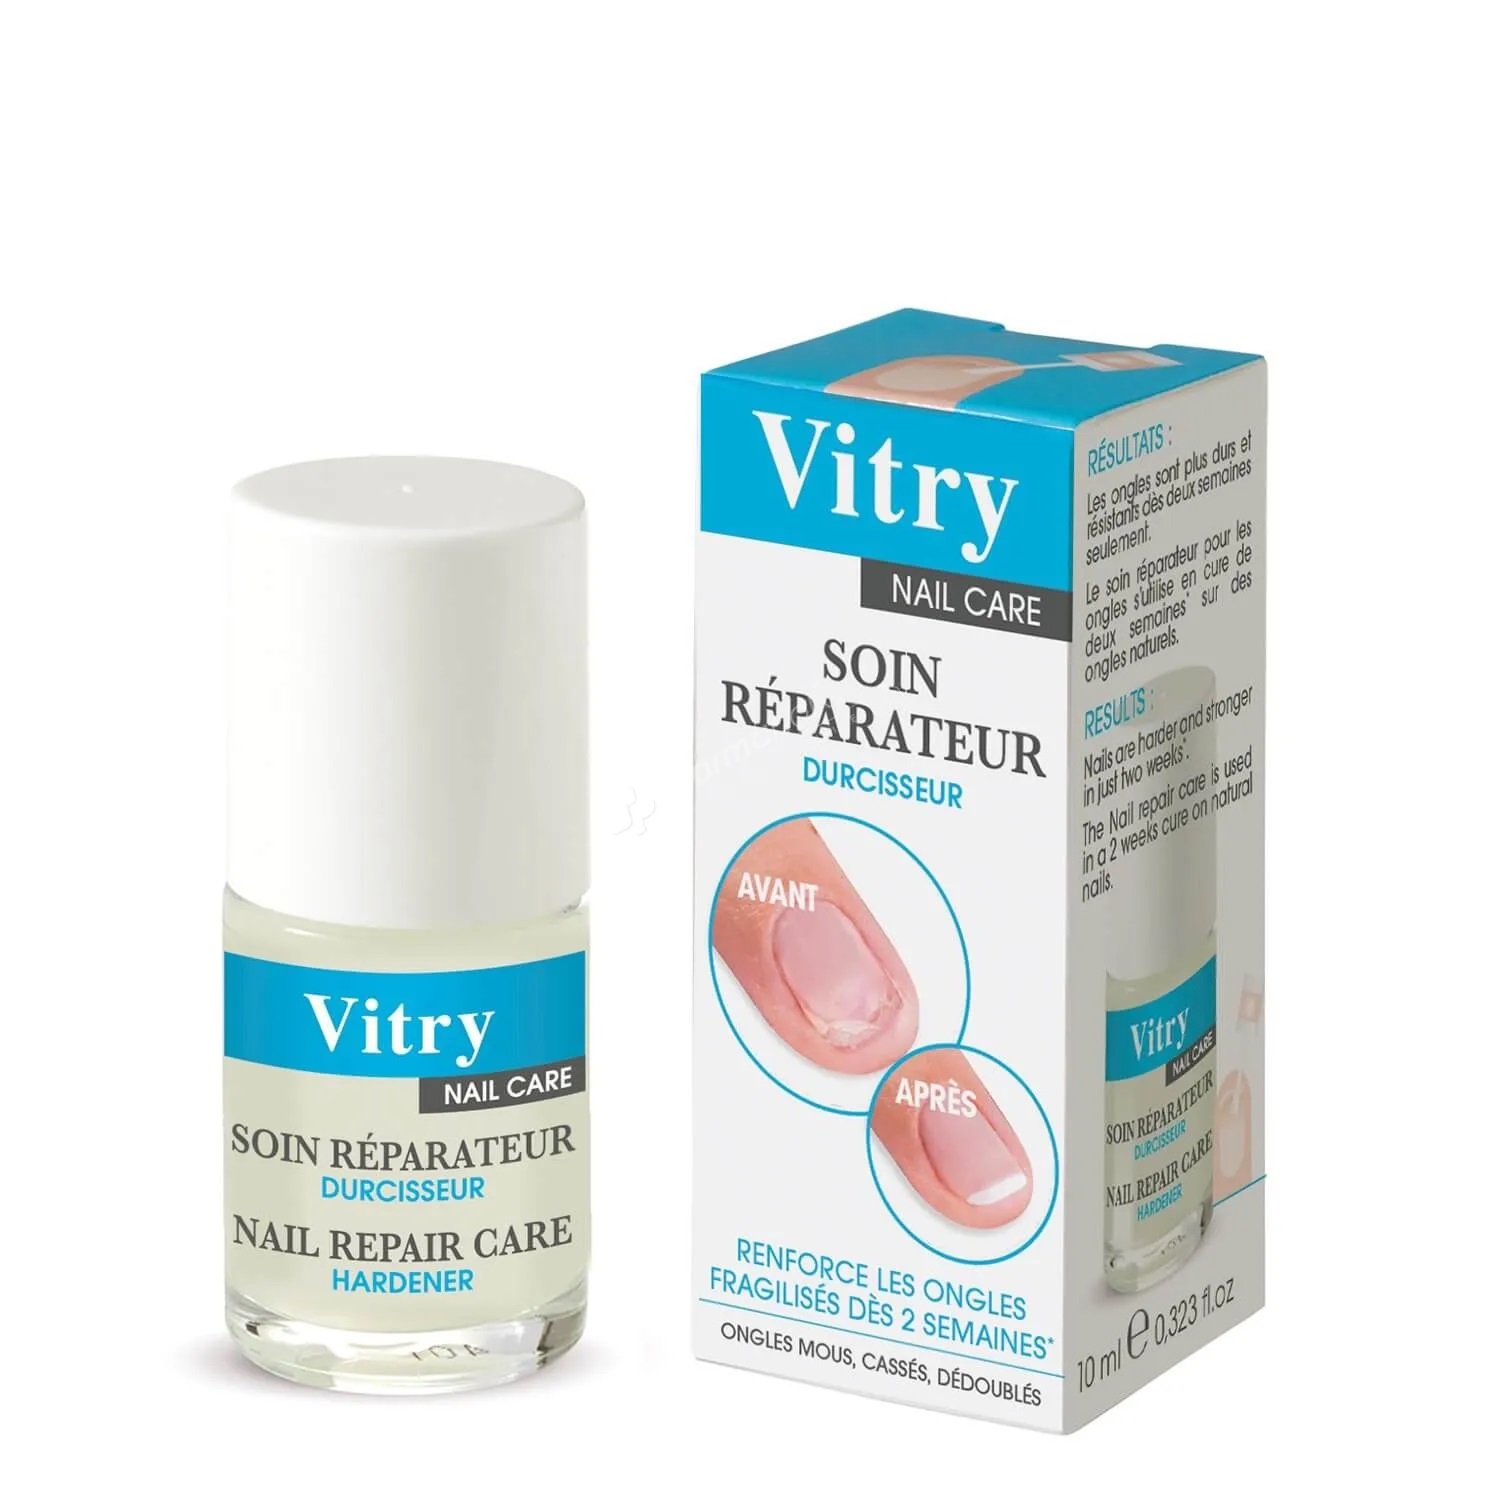 Vitry
NAIL CARE
SOIN RÉPARATEUR
DURCISSEUR
NAIL REPAIR CARE
HARDENER
Vitry
NAIL CARE
SOIN
RÉPARATEUR
DURCISSEUR
AVANT
APRÈS
RENFORCE LES ONGLES
FRAGILISÉS DÈS 2 SEMAINES*
ONGLES MOUS, CASSÉS, DÉDOUBLÉS
RÉSULTATS :
Les ongles sont plus durs et
résistants dès deux semaines
seulement.
Le soin réparateur pour les
ongles s'utilise en cure de
deux semaines* sur des
ongles naturels.
RESULTS :
Nails are harder and stronger
in just two weeks*.
The Nail repair care is used
in a 2 weeks cure on natural
nails.
Vitry
NAIL CARE
SOIN RÉPARATEUR
DURCISSEUR
NAIL REPAIR CARE
HARDENER
10 ml e 0,323 fl.oz